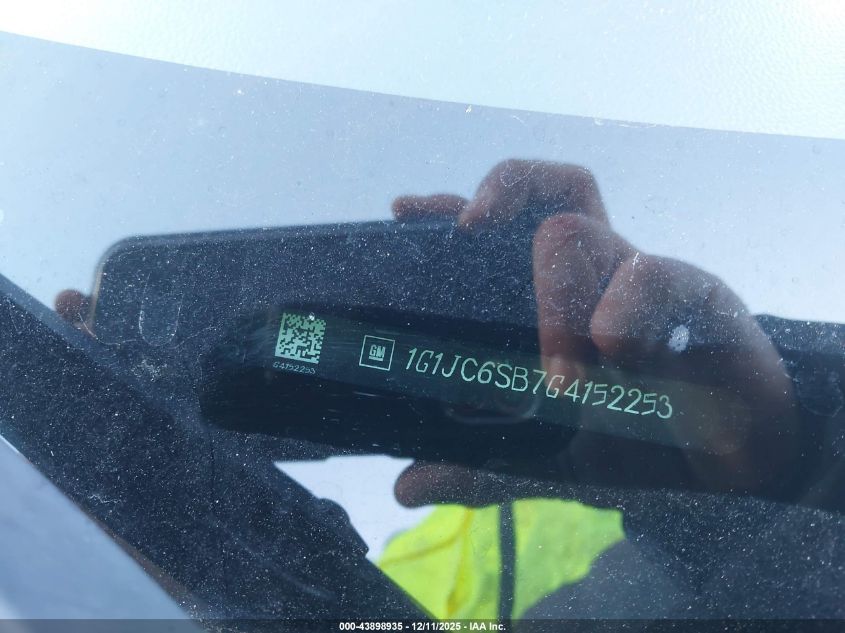 GM 1G1JC6SB7G4152253
G4152253
000-43898935 - 12/11/2025 - IAA Inc.